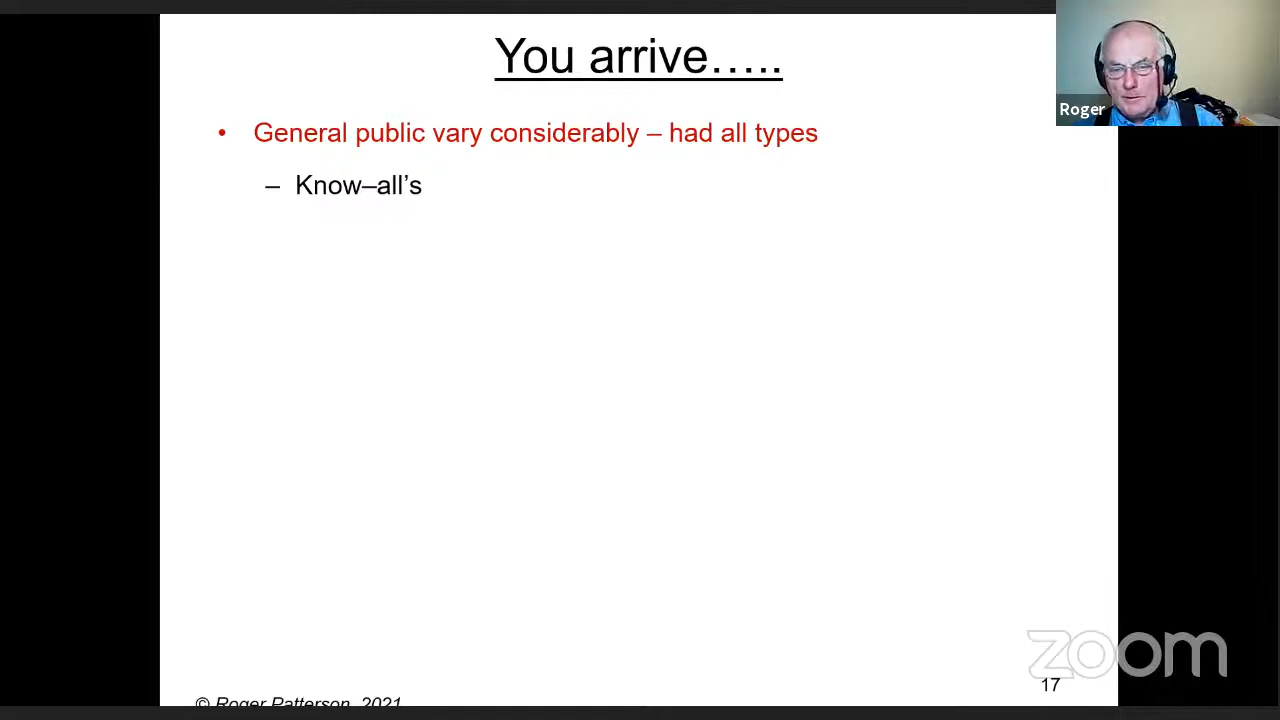 You arrive…..
Roger
• General public vary considerably – had all types
– Know–all’s
zoom
17
© Roger Patterson, 2021